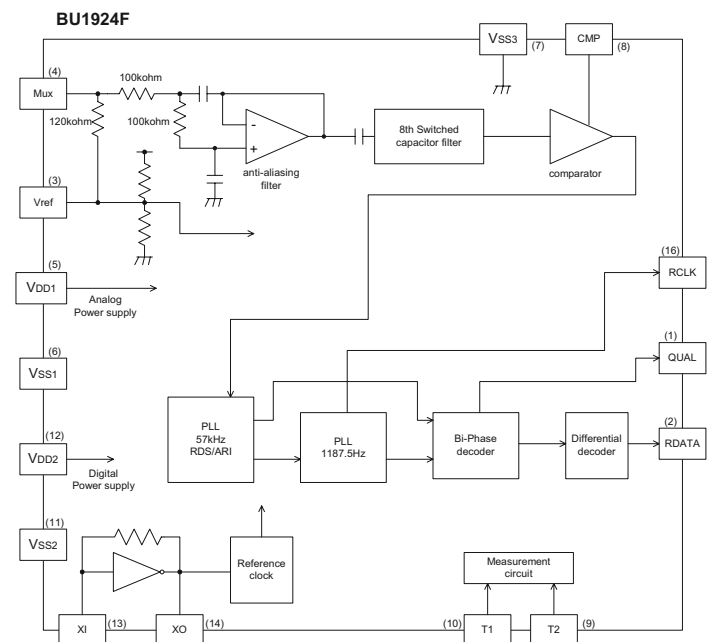 BU1924F
VSS3
(7)
CMP
(8)
(4)
Mux
100kohm
120kohm
100kohm
-
+
anti-aliasing
filter
8th Switched
capacitor filter
comparator
(3)
Vref
(5)
VDD1
Analog
Power supply
(16)
RCLK
(6)
VSS1
(1)
QUAL
(12)
VDD2
Digital
Power supply
PLL
57kHz
RDS/ARI
PLL
1187.5Hz
Bi-Phase
decoder
Differential
decoder
(2)
RDATA
(11)
VSS2
Reference
clock
Measurement
circuit
XI
(13)
XO
(14)
(10)
T1
T2
(9)